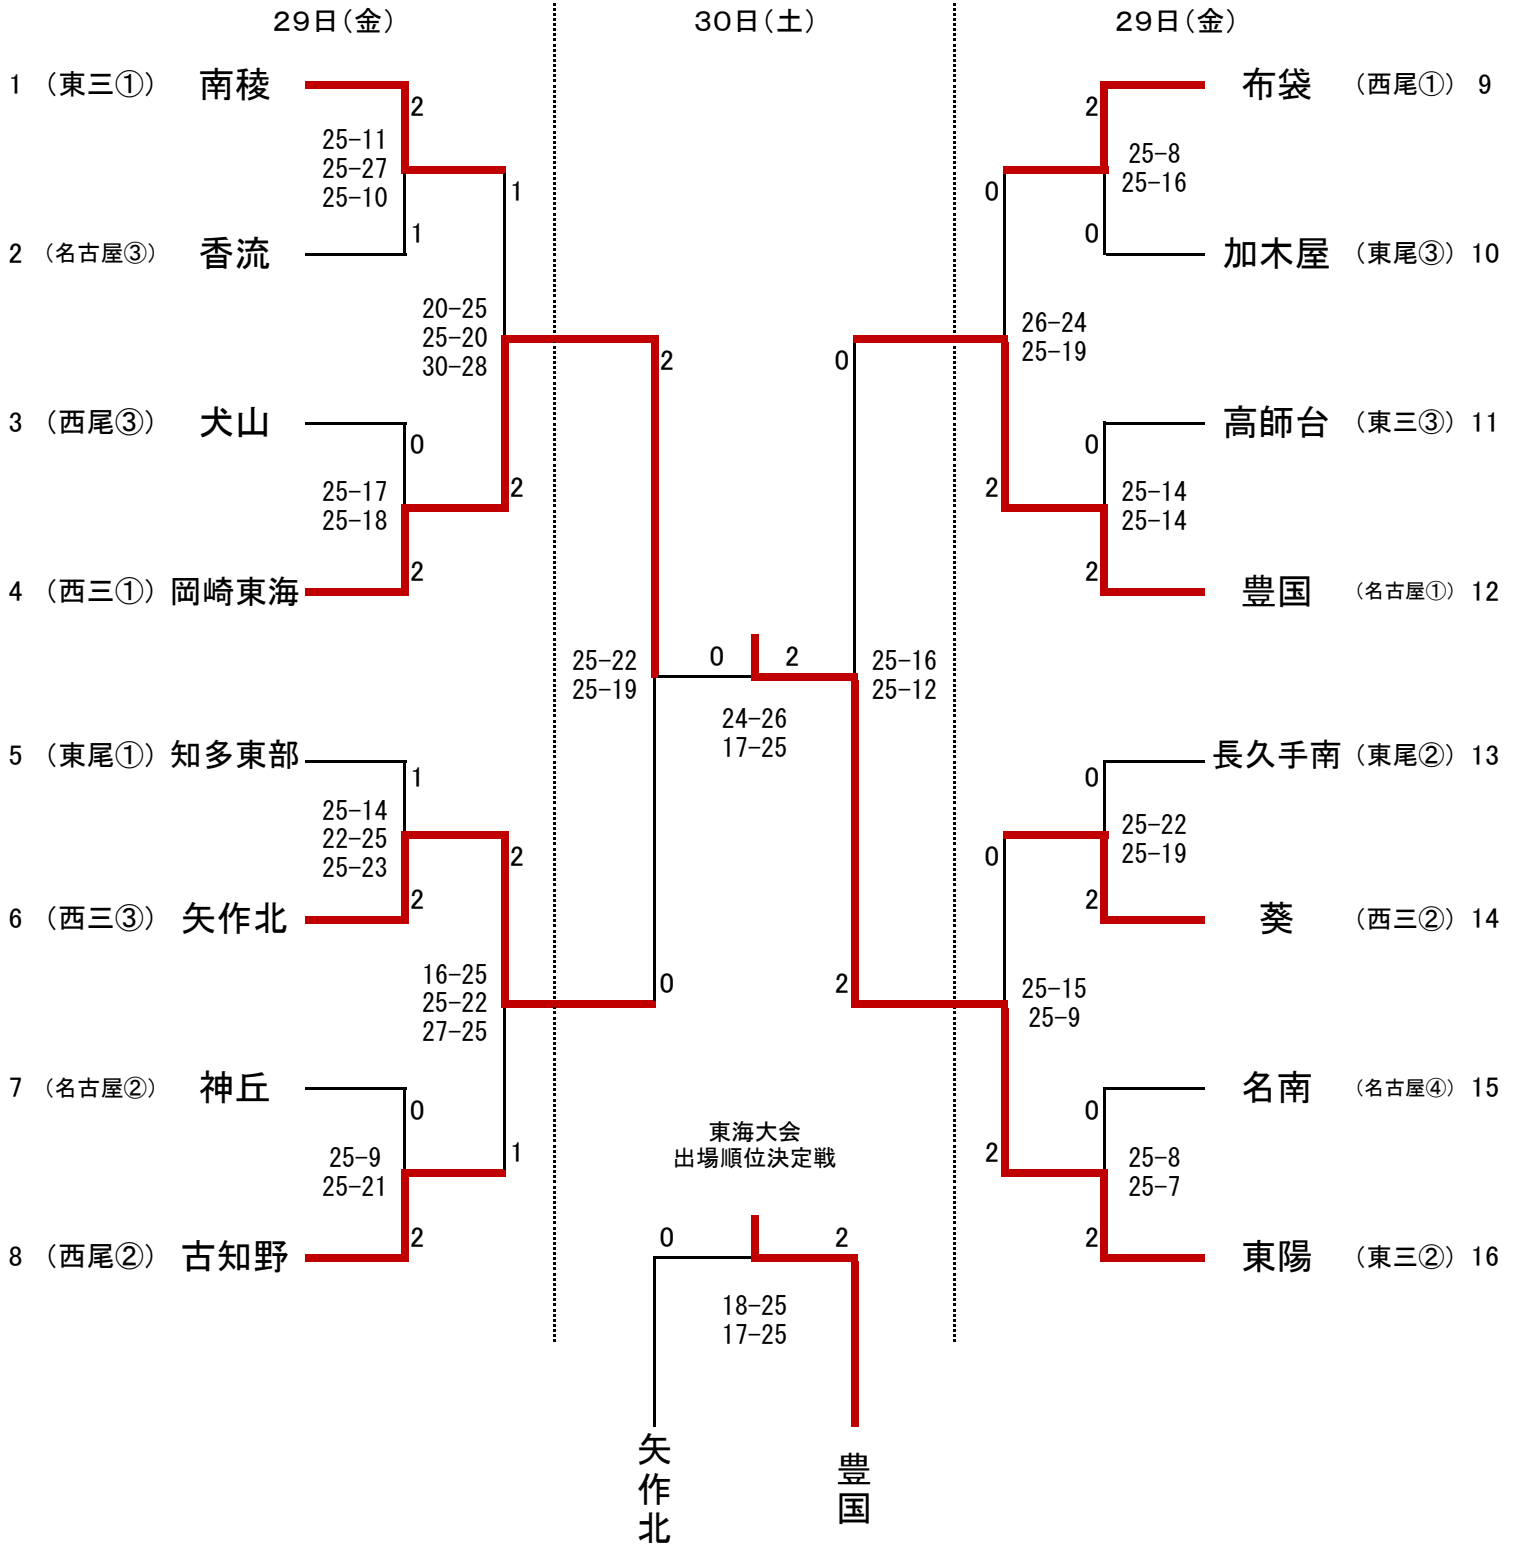 29日(金)
30日(土)
29日(金)
1 (東三①) 南稜
2
25-11
25-27
25-10
1
1
2 (名古屋③) 香流
20-25
25-20
30-28
3 (西尾③) 犬山
0
25-17
25-18
2
2
4 (西三①) 岡崎東海
5 (東尾①) 知多東部
1
25-14
22-25
25-23
2
2
6 (西三③) 矢作北
16-25
25-22
27-25
7 (名古屋②) 神丘
0
25-9
25-21
1
2
8 (西尾②) 古知野
2
25-22
25-19
0
0 2
24-26
17-25
0
25-16
25-12
2
東海大会
出場順位決定戦
0 2
18-25
17-25
矢作北
豊国
布袋 (西尾①) 9
2
25-8
25-16
0
0
加木屋 (東尾③) 10
26-24
25-19
高師台 (東三③) 11
0
25-14
25-14
2
2
豊国 (名古屋①) 12
長久手南 (東尾②) 13
0
25-22
25-19
0
2
葵 (西三②) 14
25-15
25-9
名南 (名古屋④) 15
0
25-8
25-7
2
2
東陽 (東三②) 16